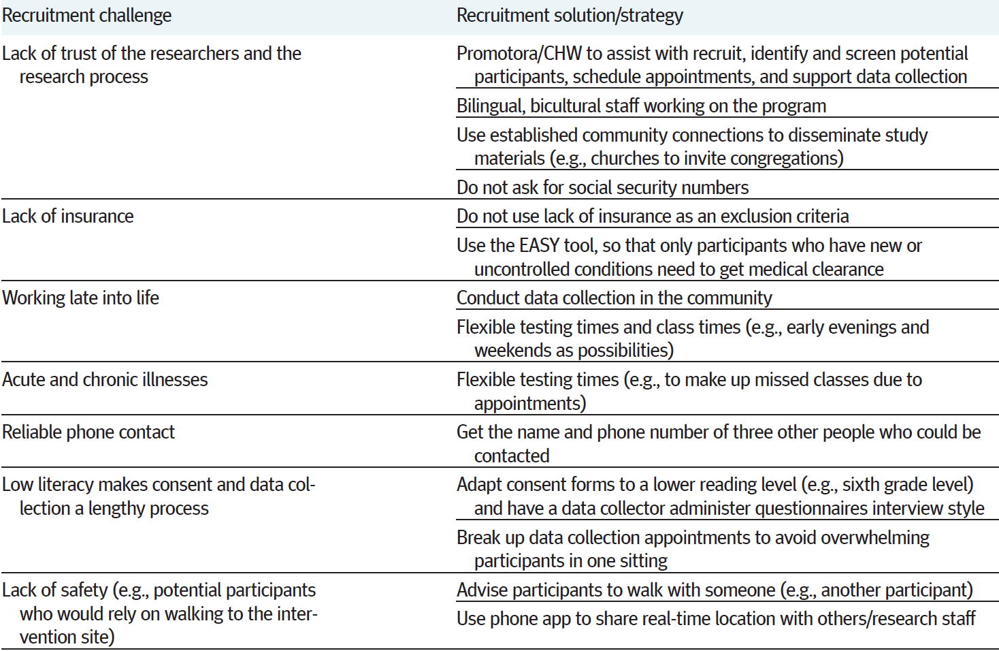 Recruitment challenge
Recruitment solution/strategy
Lack of trust of the researchers and the
research process
Promotora/CHW to assist with recruit, identify and screen potential
participants, schedule appointments, and support data collection
Bilingual, bicultural staff working on the program
Use established community connections to disseminate study
materials (e.g., churches to invite congregations)
Do not ask for social security numbers
Lack of insurance
Do not use lack of insurance as an exclusion criteria
Use the EASY tool, so that only participants who have new or
uncontrolled conditions need to get medical clearance
Working late into life
Conduct data collection in the community
Flexible testing times and class times (e.g., early evenings and
weekends as possibilities)
Acute and chronic illnesses
Flexible testing times (e.g., to make up missed classes due to
appointments)
Reliable phone contact
Get the name and phone number of three other people who could be
contacted
Low literacy makes consent and data col-
lection a lengthy process
Adapt consent forms to a lower reading level (e.g., sixth grade level)
and have a data collector administer questionnaires interview style
Break up data collection appointments to avoid overwhelming
participants in one sitting
Lack of safety (e.g., potential participants
who would rely on walking to the inter-
vention site)
Advise participants to walk with someone (e.g., another participant)
Use phone app to share real-time location with others/research staff